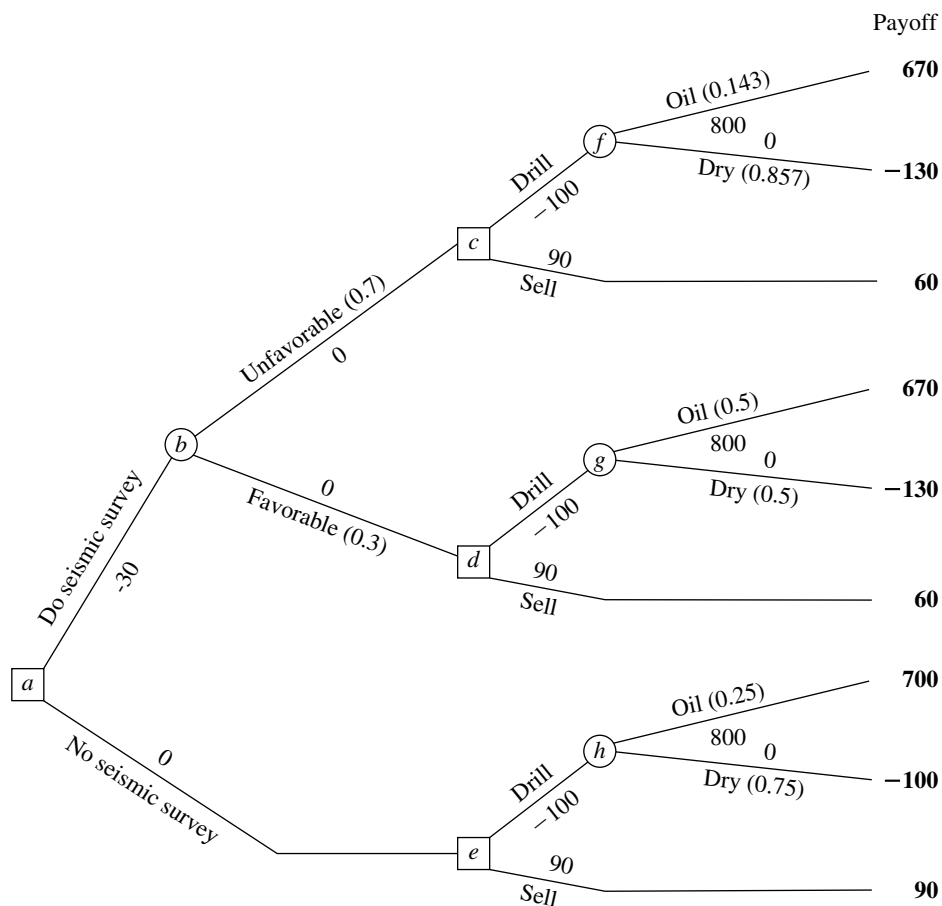 Payoff
670
Oil (0.143)
800
0
Dry (0.857)
−130
f
Drill
−100
c
90
Sell
60
Unfavorable (0.7)
0
670
Oil (0.5)
800
0
Dry (0.5)
−130
g
Drill
−100
b
0
Favorable (0.3)
d
90
Sell
60
Do seismic survey
-30
a
700
Oil (0.25)
800
0
Dry (0.75)
−100
h
Drill
−100
0
No seismic survey
e
90
Sell
90